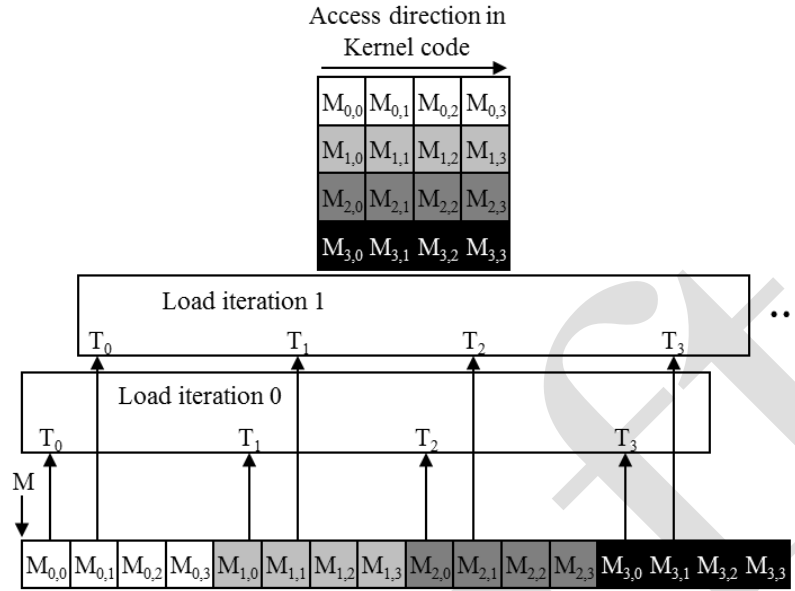 Access direction in
Kernel code
M0,0 M0,1 M0,2 M0,3
M1,0 M1,1 M1,2 M1,3
M2,0 M2,1 M2,2 M2,3
M3,0 M3,1 M3,2 M3,3
Load iteration 1
T0 T1 T2 T3
...
Load iteration 0
T0 T1 T2 T3
M
M0,0 M0,1 M0,2 M0,3 M1,0 M1,1 M1,2 M1,3 M2,0 M2,1 M2,2 M2,3 M3,0 M3,1 M3,2 M3,3